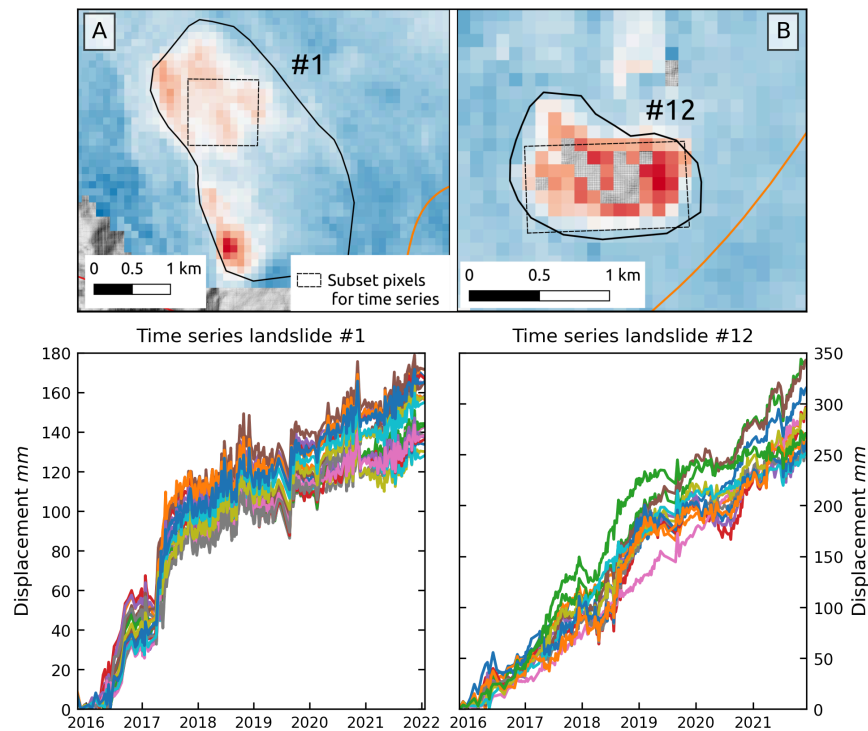 A
#1
0 0.5 1 km
Subset pixels
for time series
B
#12
0 0.5 1 km
Time series landslide #1
Displacement mm
180
160
140
120
100
80
60
40
20
0
2016 2017 2018 2019 2020 2021 2022
Time series landslide #12
350
300
250
200
150
100
50
0
Displacement mm
2016 2017 2018 2019 2020 2021